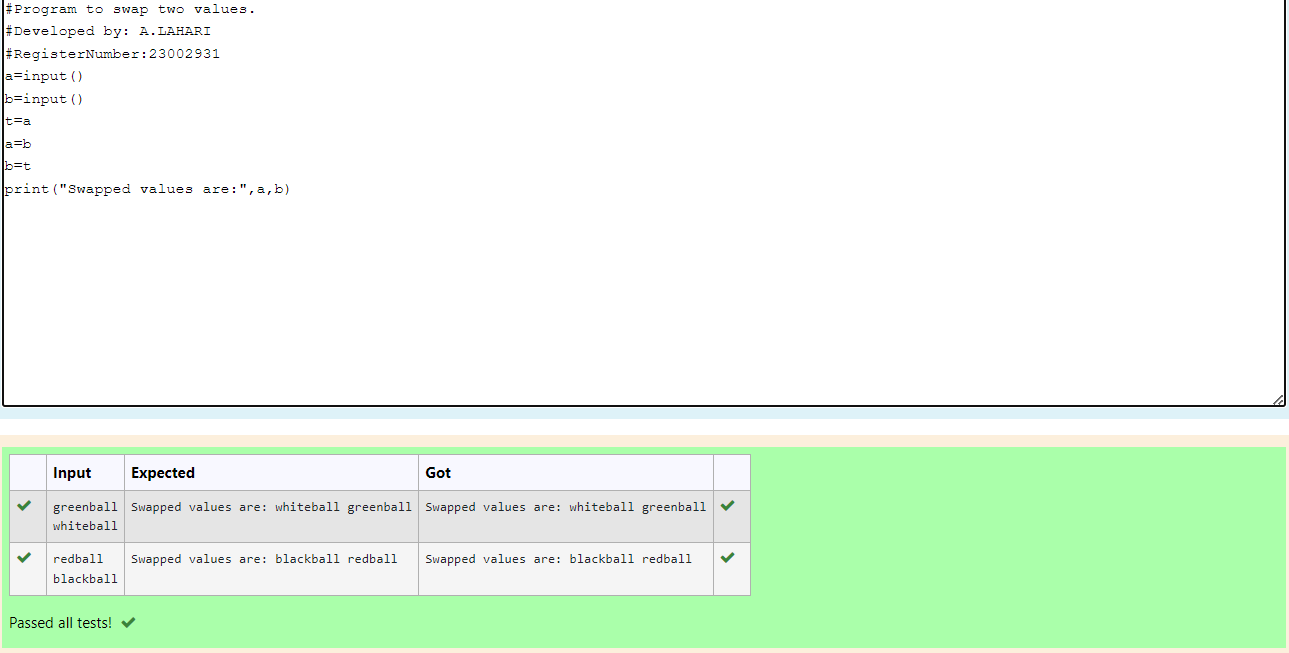 #Program to swap two values.
#Developed by: A.LAHARI
#RegisterNumber:23002931
a=input()
b=input()
t=a
a=b
b=t
print("Swapped values are:",a,b)
Input Expected Got
greenball Swapped values are: whiteball greenball Swapped values are: whiteball greenball
whiteball
redball Swapped values are: blackball redball Swapped values are: blackball redball
blackball
Passed all tests!